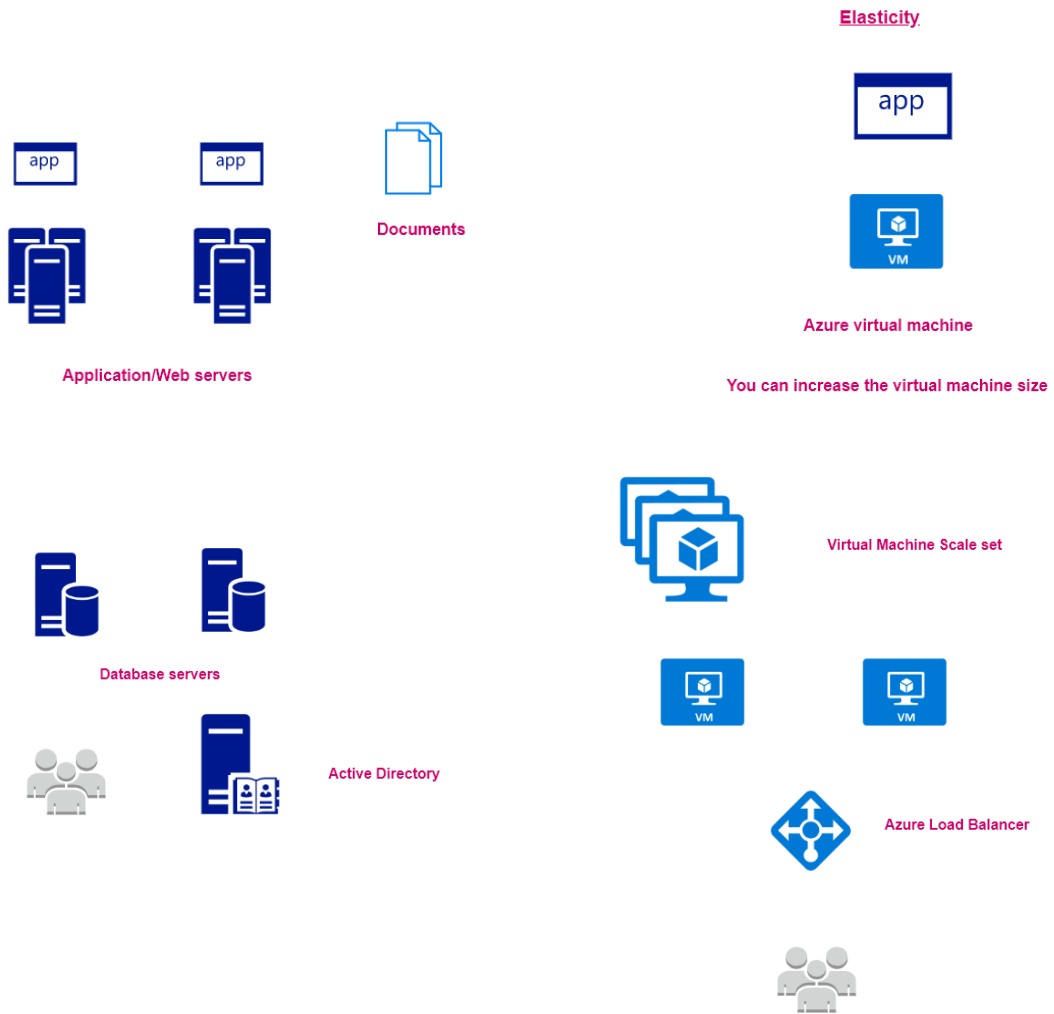 Elasticity
app
app
app
Documents
VM
Azure virtual machine
Application/Web servers
You can increase the virtual machine size
Virtual Machine Scale set
Database servers
VM
VM
Active Directory
Azure Load Balancer